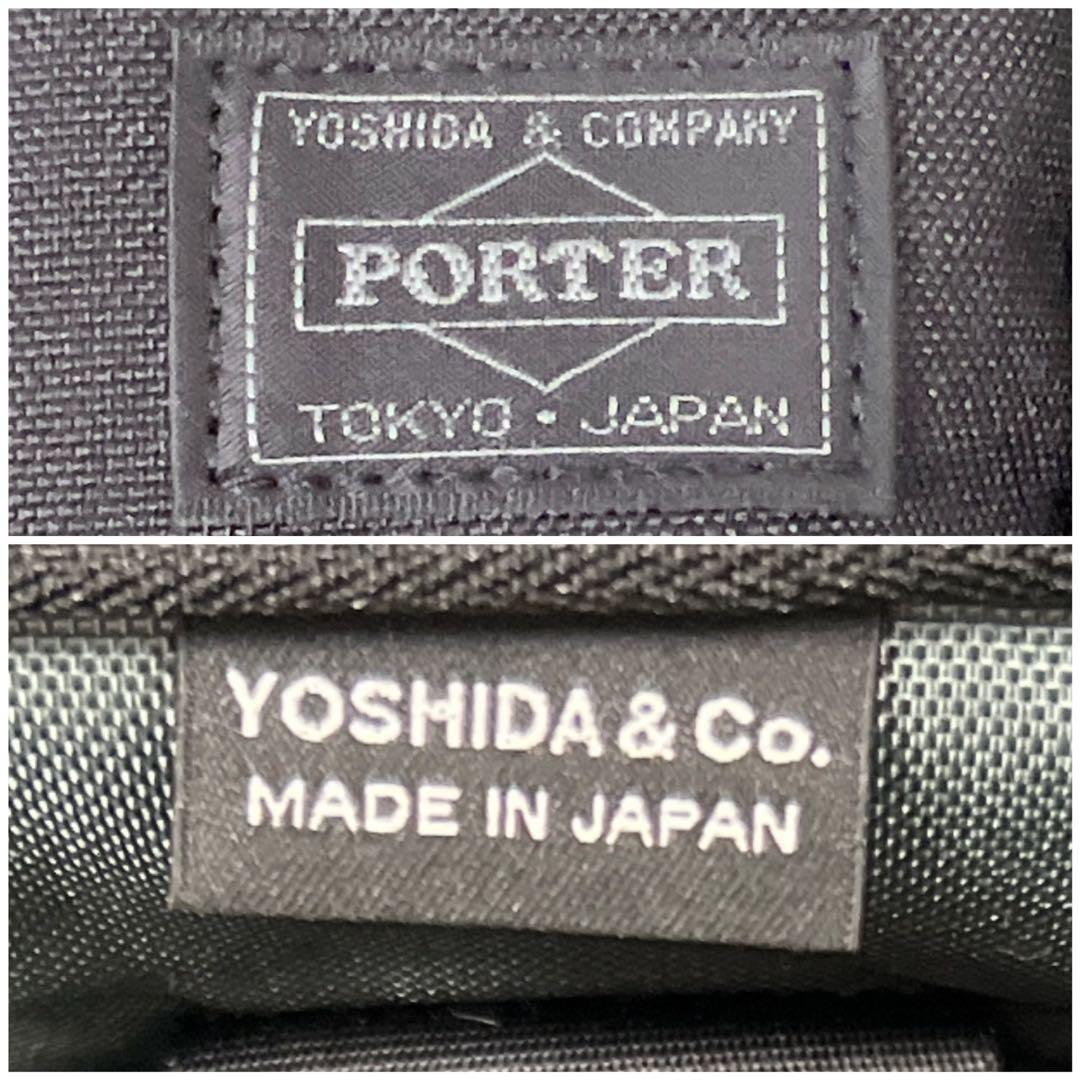 YOSHIDA & COMPANY
PORTER
TOKYO • JAPAN
YOSHIDA & Co.
MADE IN JAPAN